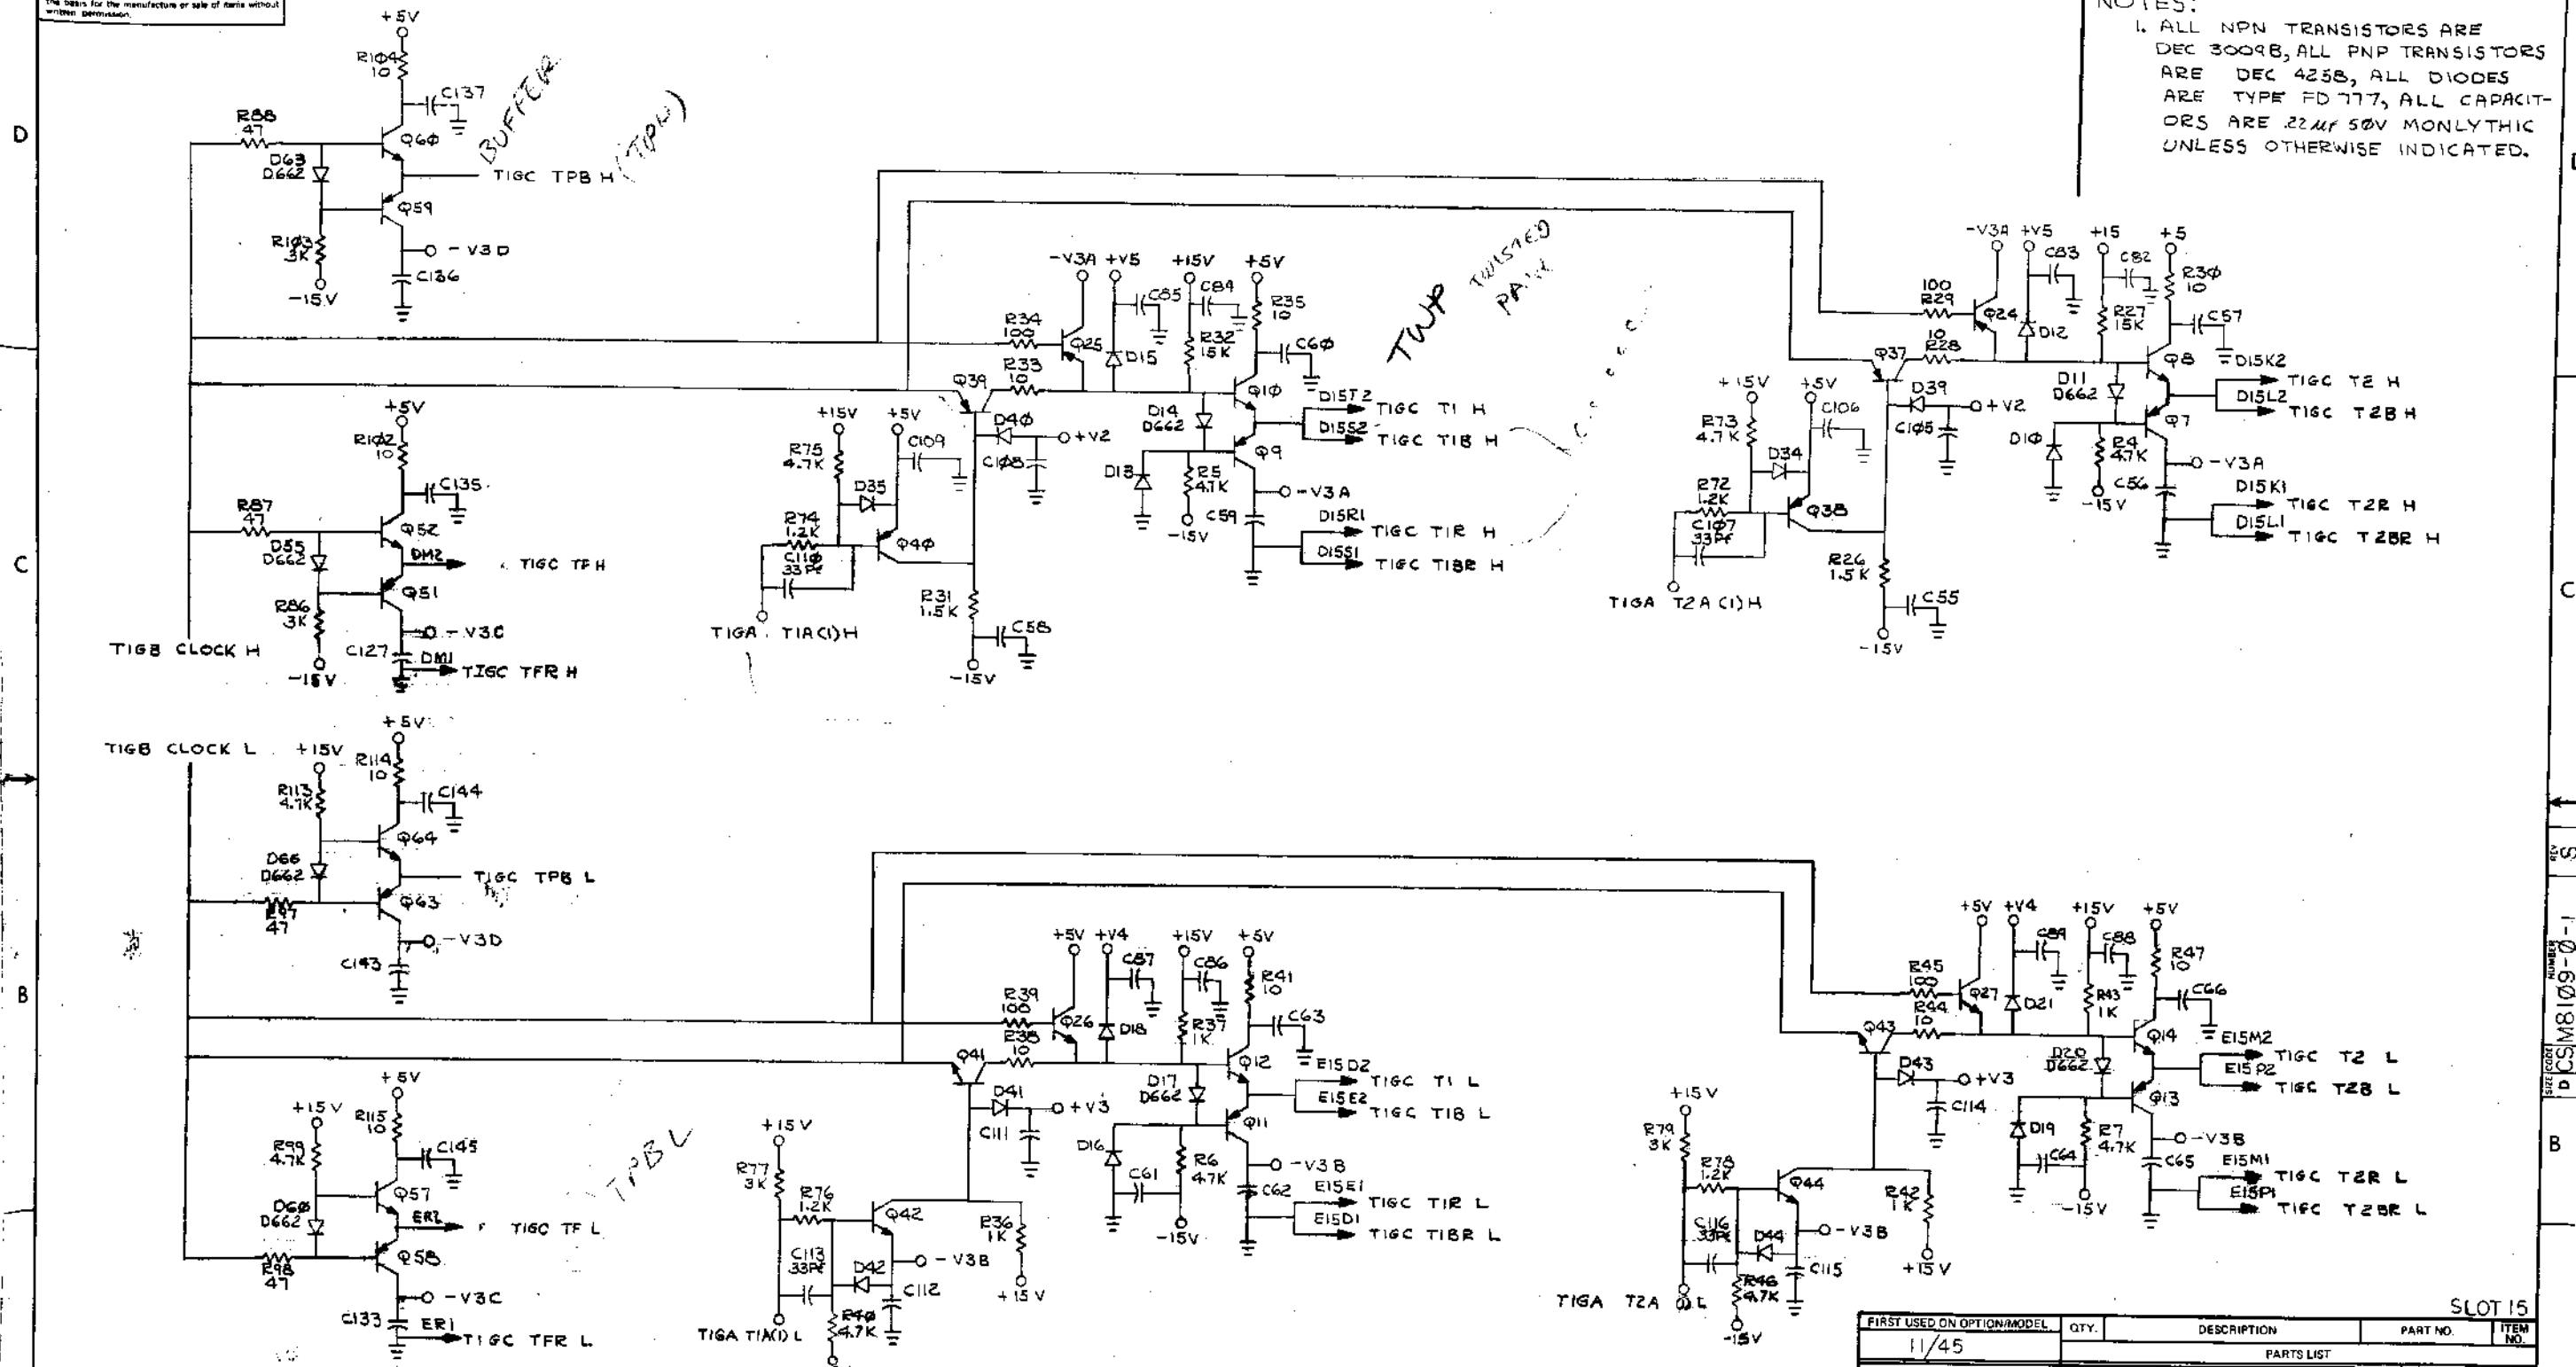 the basis for the manufacture or sale of items without
written permission.
NOTES:
1. ALL NPN TRANSISTORS ARE
DEC 3009B, ALL PNP TRANSISTORS
ARE DEC 4258, ALL DIODES
ARE TYPE FD 777, ALL CAPACIT-
ORS ARE .22µf 50V MONLYTHIC
UNLESS OTHERWISE INDICATED.
D
+5V
R104
10
C137
BUFFER
R88
47
Q60
D63
D662
TIGC TPB H
Q59
R103
3K
-V3D
C136
-15V
-V3A +V5
C85
+15V
C84
+5V
R35
10
R34
100
Q25
D15
R32
15K
C60
R33
10
Q39
Q10
TWP
TWISTED
D40
+V2
C108
D14
D662
D15T2
TIGC T1 H
D15S2
TIGC T1B H
Q9
D13
R5
4.7K
-V3A
C59
-15V
D15R1
TIGC T1R H
D15S1
TIGC T1BR H
+15V
+5V
R75
4.7K
C109
D35
R74
1.2K
C110
33Pf
Q40
R31
1.5K
C58
-15V
TIGA T1A(1)H
-V3A +V5
C83
+15
C82
+5
R30
10
100
R29
Q24
D12
R27
15K
C57
10
R28
Q37
Q8
D15K2
TIGC T2 H
D15L2
TIGC T2B H
D39
+V2
C105
D11
D662
Q7
D10
R4
4.7K
-V3A
C56
-15V
D15K1
TIGC T2R H
D15L1
TIGC T2BR H
+15V
+5V
C106
R73
4.7K
D34
R72
1.2K
C107
33Pf
Q38
R26
1.5K
C55
-15V
TIGA T2A(1)H
C
+5V
R102
10
C135
R87
47
Q52
D55
D662
DM2
TIGC TF H
Q51
R86
3K
-V3C
C127
DM1
TIGC TFR H
-15V
TIGB CLOCK H
C
TIGB CLOCK L
+15V
+5V
R114
10
R113
4.7K
C144
Q64
D66
D662
TIGC TPB L
Q63
R97
47
-V3D
C143
B
+5V +V4
C87
+15V
C86
+5V
R41
10
R39
100
Q26
D18
R37
1K
C63
R38
10
Q41
Q12
E15D2
TIGC T1 L
E15E2
TIGC T1B L
D41
+V3
C111
D17
D662
Q11
D16
C61
R6
4.7K
-V3B
C62
-15V
E15E1
TIGC T1R L
E15D1
TIGC T1BR L
+15V
R77
3K
R76
1.2K
Q42
R36
1K
+15V
C113
33Pf
D42
-V3B
C112
R40
4.7K
TIGA T1A(1)L
+5V +V4
C89
+15V
C88
+5V
R47
10
R45
100
Q27
D21
R43
1K
C66
R44
10
Q43
Q14
E15M2
TIGC T2 L
E15P2
TIGC T2B L
D43
+V3
C114
D20
D662
Q13
D19
C64
R7
4.7K
-V3B
C65
-15V
E15M1
TIGC T2R L
E15P1
TIGC T2BR L
+15V
R79
3K
R78
1.2K
Q44
R42
1K
+15V
C116
33Pf
D44
-V3B
C115
R46
4.7K
-15V
TIGA T2A L
+5V
R115
10
+15V
R99
4.7K
C145
Q57
D60
D662
ER2
TIGC TF L
Q58
R98
47
-V3C
C133
ER1
TIGC TFR L
TPB L
B
REV
S
NUMBER
M8109-0-1
SIZE CODE
D CS
SLOT 15
FIRST USED ON OPTION/MODEL
11/45
QTY.
DESCRIPTION
PART NO.
ITEM NO.
PARTS LIST